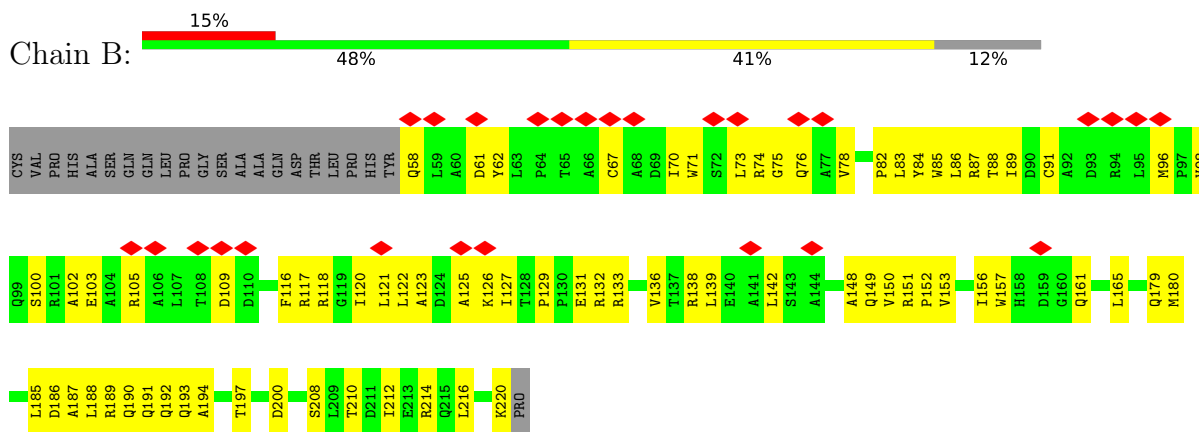 15%
Chain B:
48% 41% 12%
CYS VAL PRO HIS ALA SER GLN GLN LEU PRO GLY SER ALA ALA GLN ASP THR LEU PRO HIS TYR Q58 L59 A60 D61 Y62 L63 P64 T65 A66 C67 A68 D69 I70 W71 S72 L73 R74 G75 Q76 A77 V78 P82 L83 Y84 W85 L86 R87 T88 I89 D90 C91 A92 D93 R94 L95 M96 P97
Q99 S100 R101 A102 E103 A104 R105 A106 L107 T108 D109 D110 F116 R117 R118 G119 I120 L121 L122 A123 D124 A125 K126 I127 T128 P129 P130 E131 R132 R133 V136 T137 R138 L139 E140 A141 L142 S143 A144 A148 Q149 V150 R151 P152 V153 I156 W157 H158 D159 G160 Q161 L165 Q179 M180
L185 D186 A187 L188 R189 Q190 Q191 Q192 Q193 A194 T197 D200 S208 L209 T210 D211 I212 E213 R214 Q215 L216 K220 PRO